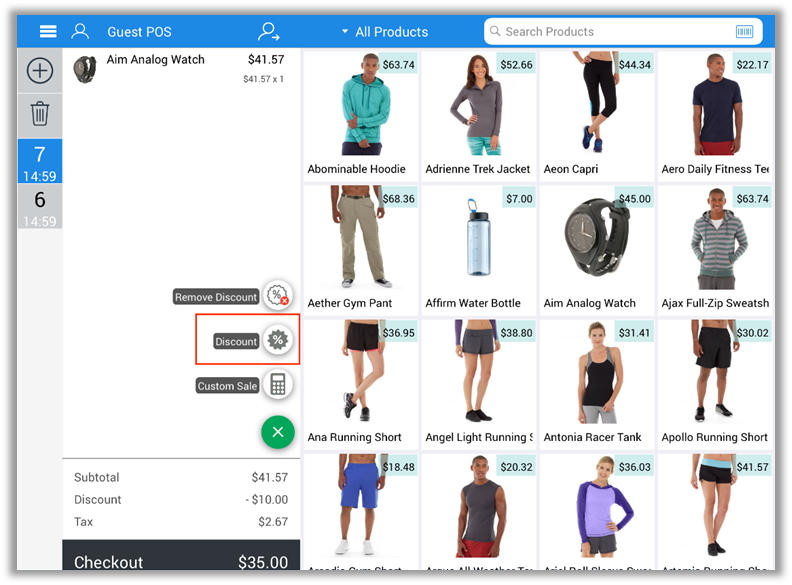 Guest POS
All Products
Search Products
7
14:59
6
14:59
Aim Analog Watch $41.57
$41.57 x 1
Remove Discount
Discount
Custom Sale
Subtotal $41.57
Discount - $10.00
Tax $2.67
Checkout $35.00
$63.74
Abominable Hoodie
$52.66
Adrienne Trek Jacket
$44.34
Aeon Capri
$22.17
Aero Daily Fitness Tee
$68.36
Aether Gym Pant
$7.00
Affirm Water Bottle
$45.00
Aim Analog Watch
$63.74
Ajax Full-Zip Sweatsh
$36.95
Ana Running Short
$38.80
Angel Light Running S
$31.41
Antonia Racer Tank
$30.02
Apollo Running Short
$18.48
Arcadio Gym Short
$20.32
Argus All-Weather Ta
$36.03
Ariel Roll Sleeve Swea
$41.57
Artemis Running Short